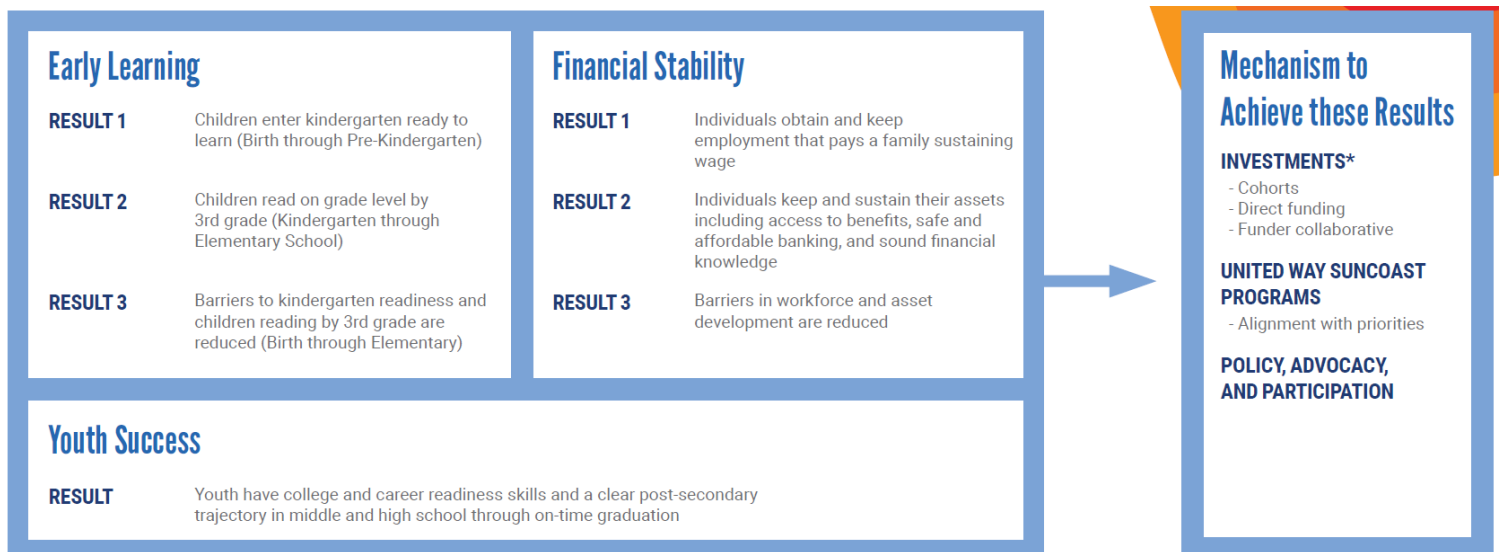 Early Learning
RESULT 1
Children enter kindergarten ready to
learn (Birth through Pre-Kindergarten)
RESULT 2
Children read on grade level by
3rd grade (Kindergarten through
Elementary School)
RESULT 3
Barriers to kindergarten readiness and
children reading by 3rd grade are
reduced (Birth through Elementary)
Financial Stability
RESULT 1
Individuals obtain and keep
employment that pays a family sustaining
wage
RESULT 2
Individuals keep and sustain their assets
including access to benefits, safe and
affordable banking, and sound financial
knowledge
RESULT 3
Barriers in workforce and asset
development are reduced
Youth Success
RESULT
Youth have college and career readiness skills and a clear post-secondary
trajectory in middle and high school through on-time graduation
Mechanism to
Achieve these Results
INVESTMENTS*
- Cohorts
- Direct funding
- Funder collaborative
UNITED WAY SUNCOAST
PROGRAMS
- Alignment with priorities
POLICY, ADVOCACY,
AND PARTICIPATION